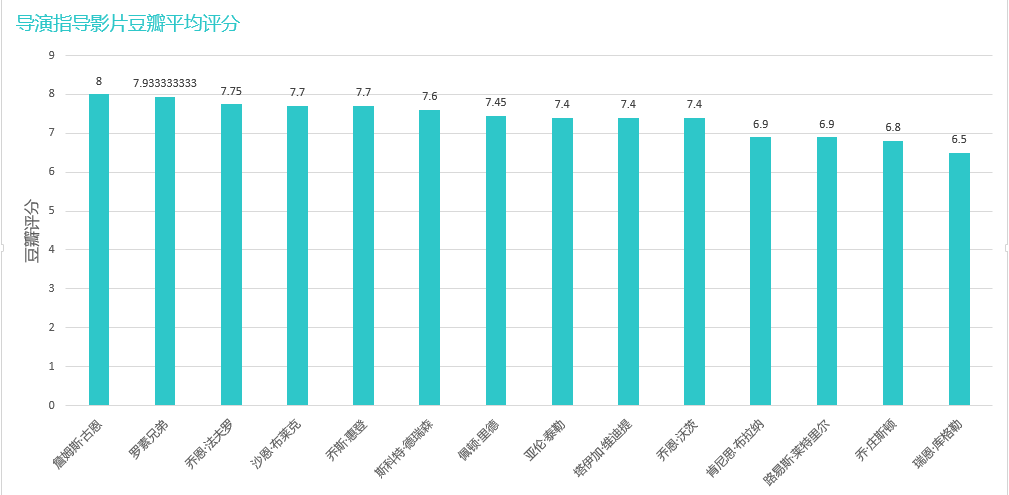 导演指导影片豆瓣平均评分
豆瓣评分
9
8
7
6
5
4
3
2
1
0
8
7.933333333
7.75
7.7
7.7
7.6
7.45
7.4
7.4
7.4
6.9
6.9
6.8
6.5
詹姆斯·古恩
罗素兄弟
乔恩·法夫罗
沙恩·布莱克
乔斯·惠登
斯科特·德瑞森
佩顿·里德
亚伦·泰勒
塔伊加·维迪提
乔恩·沃茨
肯尼思·布拉纳
路易斯·莱特里尔
乔·庄斯顿
瑞恩·库格勒